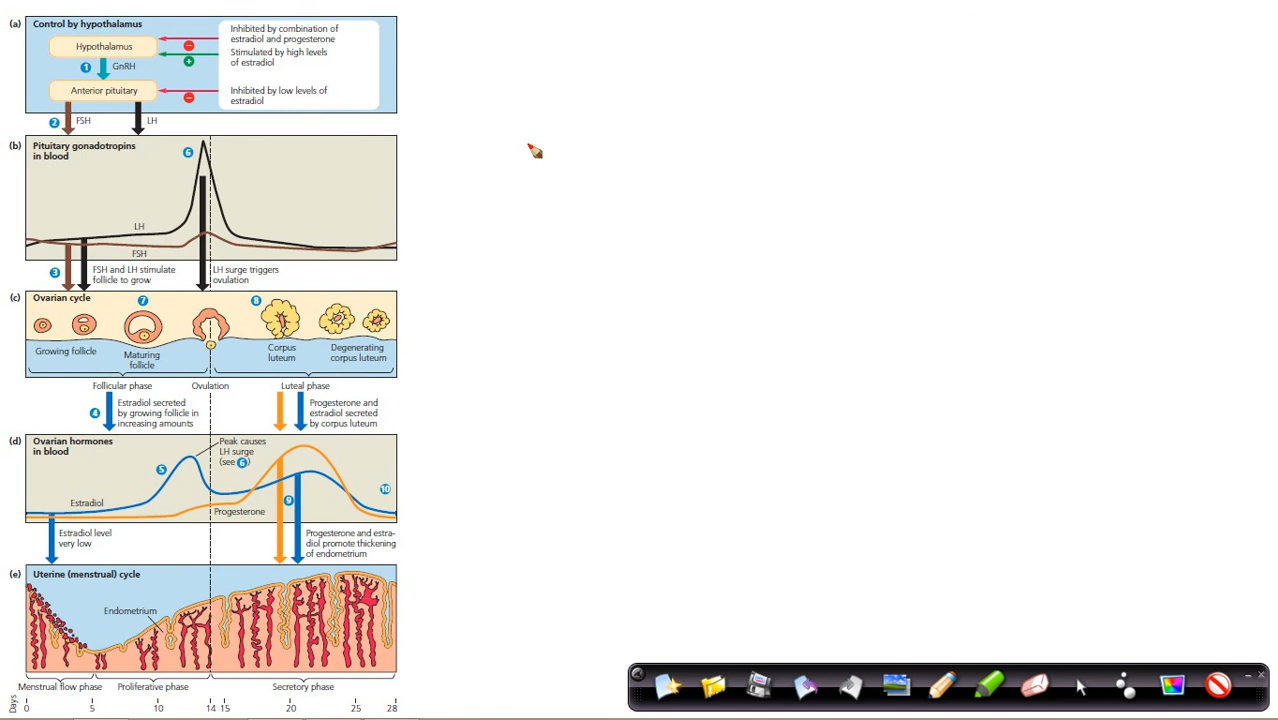 (a) Control by hypothalamus
Inhibited by combination of
estradiol and progesterone
Hypothalamus
−
Stimulated by high levels
of estradiol
+
1 GnRH
Anterior pituitary
Inhibited by low levels of
estradiol
−
2 FSH LH
(b) Pituitary gonadotropins
in blood
6
LH
FSH
3 FSH and LH stimulate
follicle to grow
LH surge triggers
ovulation
(c) Ovarian cycle
7 8
Growing follicle
Maturing
follicle
Corpus
luteum
Degenerating
corpus luteum
Follicular phase Ovulation Luteal phase
4 Estradiol secreted
by growing follicle in
increasing amounts
Progesterone and
estradiol secreted
by corpus luteum
(d) Ovarian hormones
in blood
Peak causes
LH surge
(see 6)
5
10
9
Estradiol
Progesterone
Estradiol level
very low
Progesterone and estra-
diol promote thickening
of endometrium
(e) Uterine (menstrual) cycle
Endometrium
Menstrual flow phase Proliferative phase Secretory phase
Days
0 5 10 14 15 20 25 28